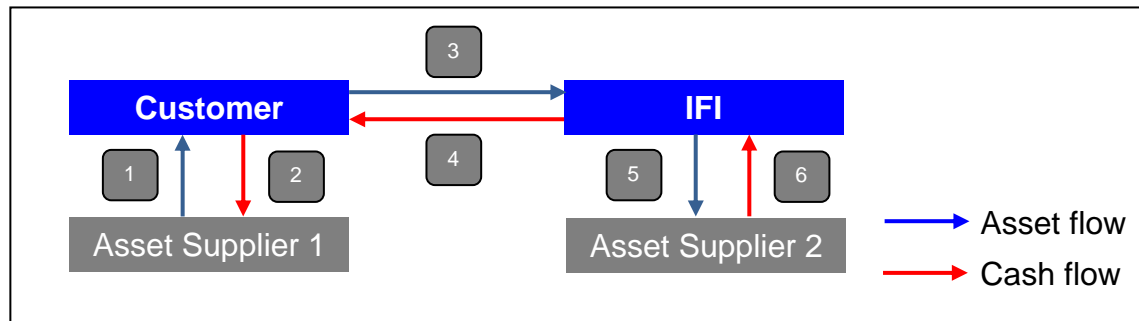 3
Customer
IFI
4
1
2
5
6
Asset Supplier 1
Asset Supplier 2
Asset flow
Cash flow